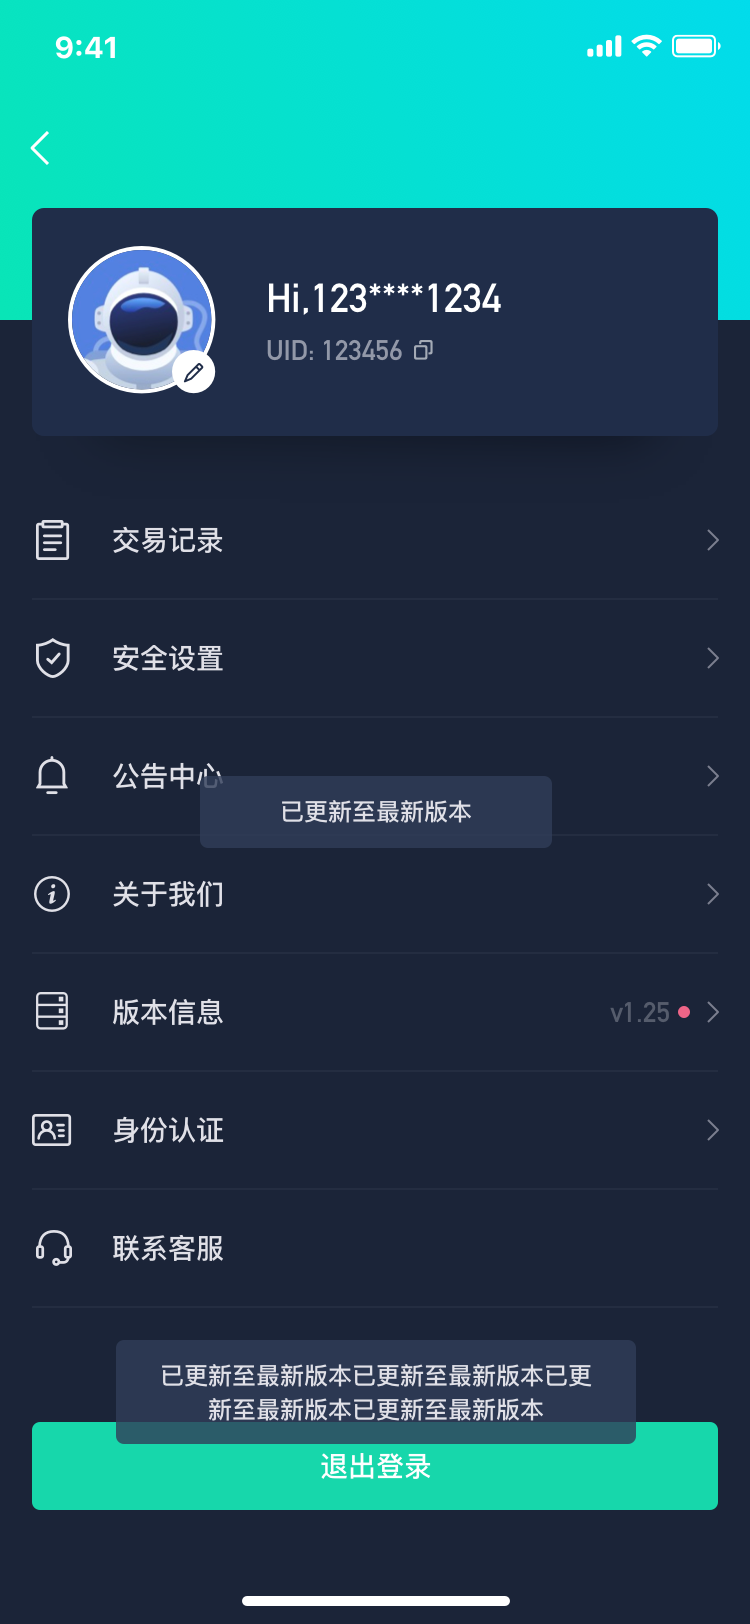 9:41
Hi,123****1234
UID: 123456
交易记录
安全设置
公告中心
已更新至最新版本
关于我们
版本信息
v1.25
身份认证
联系客服
已更新至最新版本已更新至最新版本已更
新至最新版本已更新至最新版本
退出登录